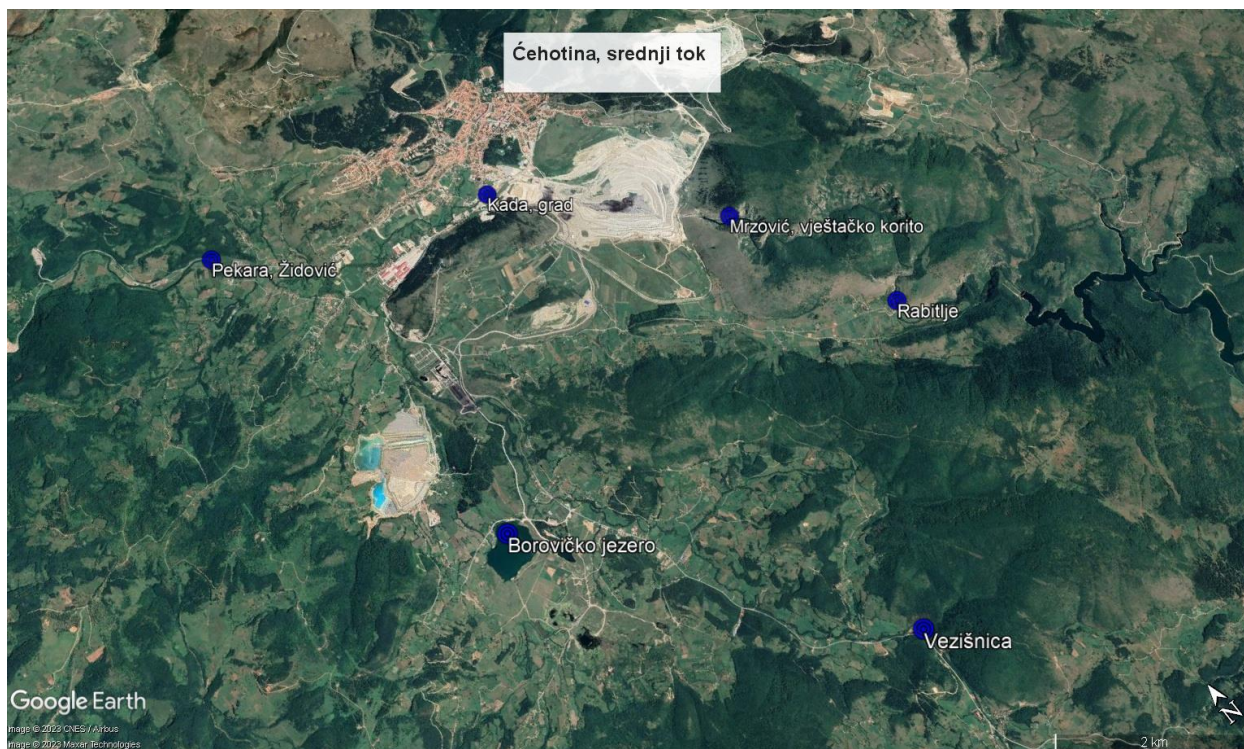 Ćehotina, srednji tok
Kada, grad
Mrzović, vještačko korito
Pekara, Židović
Rabitlje
Borovičko jezero
Vezišnica
Google Earth
N
Image © 2023 CNES / Airbus
Image © 2023 Maxar Technologies
2 km